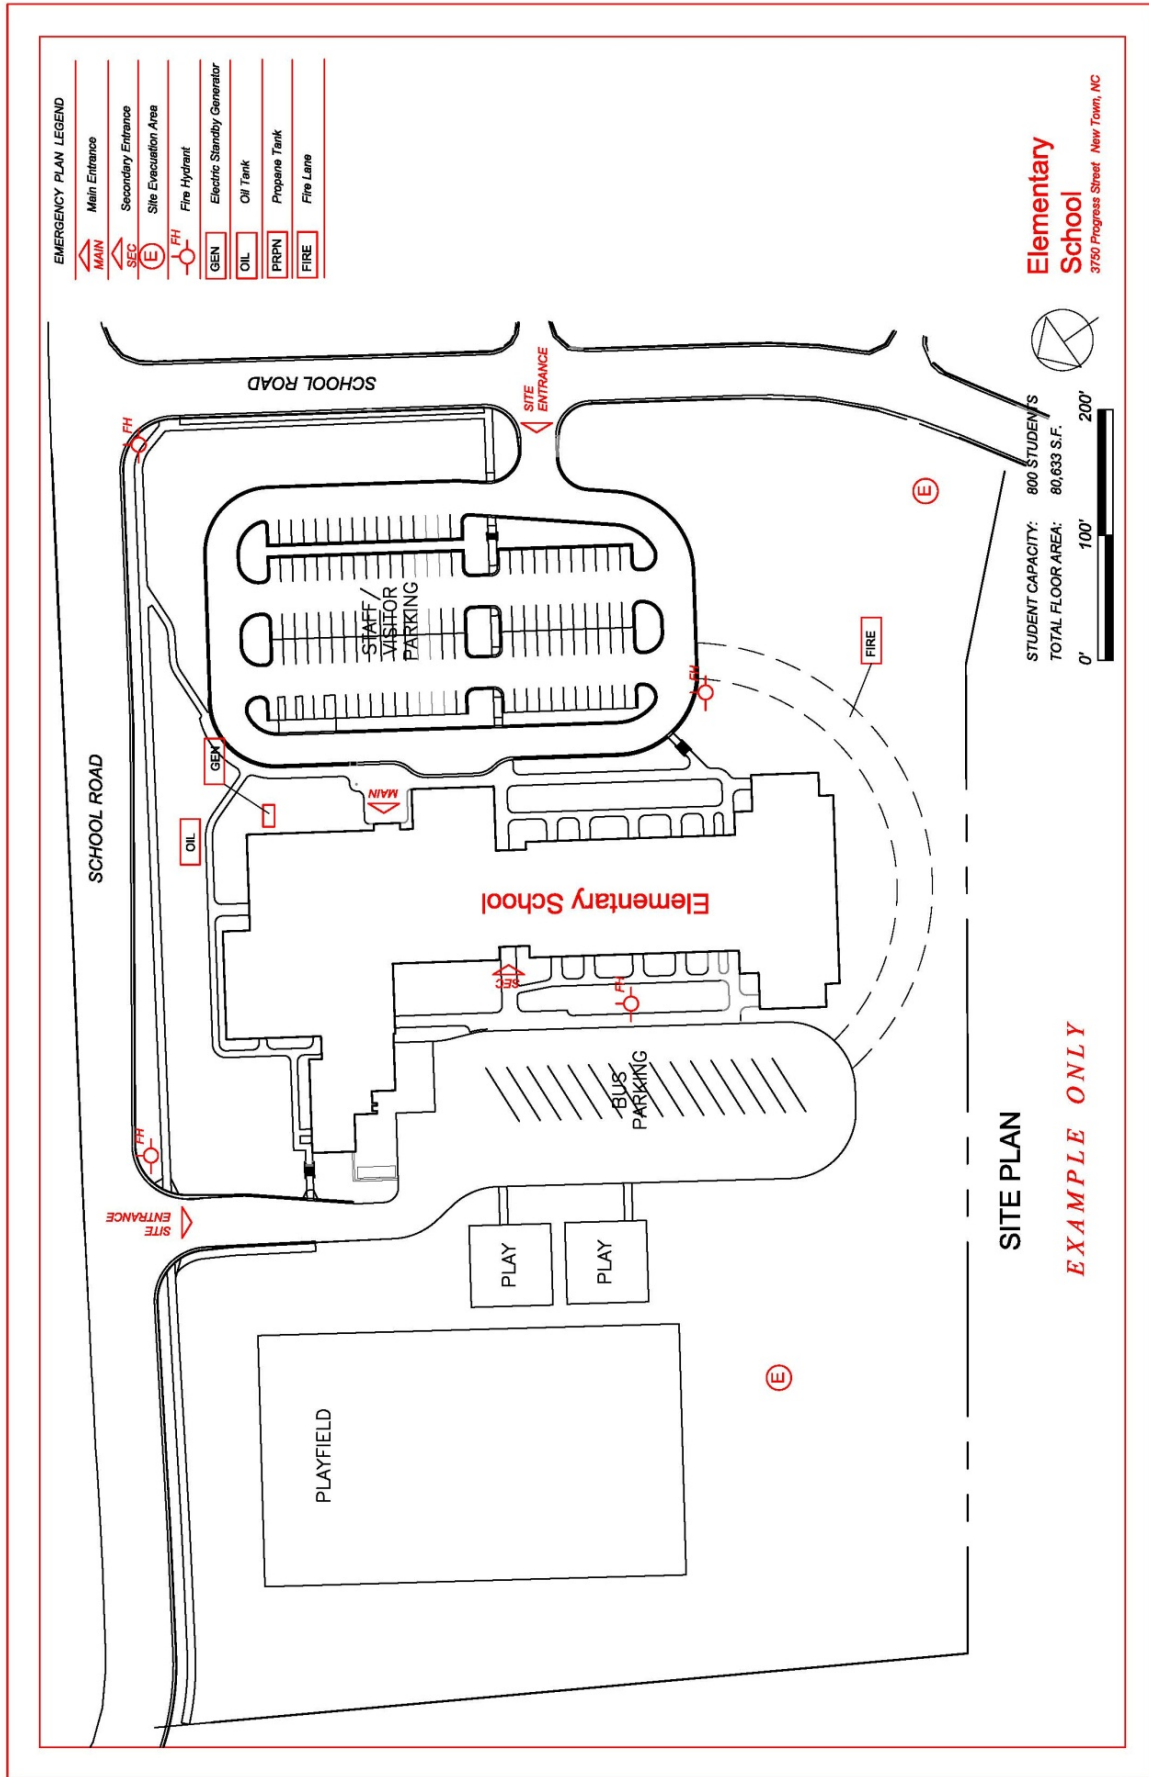 EMERGENCY PLAN LEGEND
MAIN Main Entrance
SEC Secondary Entrance
E Site Evacuation Area
FH Fire Hydrant
GEN Electric Standby Generator
OIL Oil Tank
PRPN Propane Tank
FIRE Fire Lane
SCHOOL ROAD
SCHOOL ROAD
FH
SITE
ENTRANCE
STAFF/
VISITOR
PARKING
GEN
OIL
MAIN
FH
FIRE
E
Elementary School
SEC
FH
BUS
PARKING
FH
SITE
ENTRANCE
PLAY
PLAY
PLAYFIELD
E
SITE PLAN
EXAMPLE ONLY
STUDENT CAPACITY: 800 STUDENTS
TOTAL FLOOR AREA: 80,633 S.F.
0' 100' 200'
Elementary
School
3750 Progress Street New Town, NC